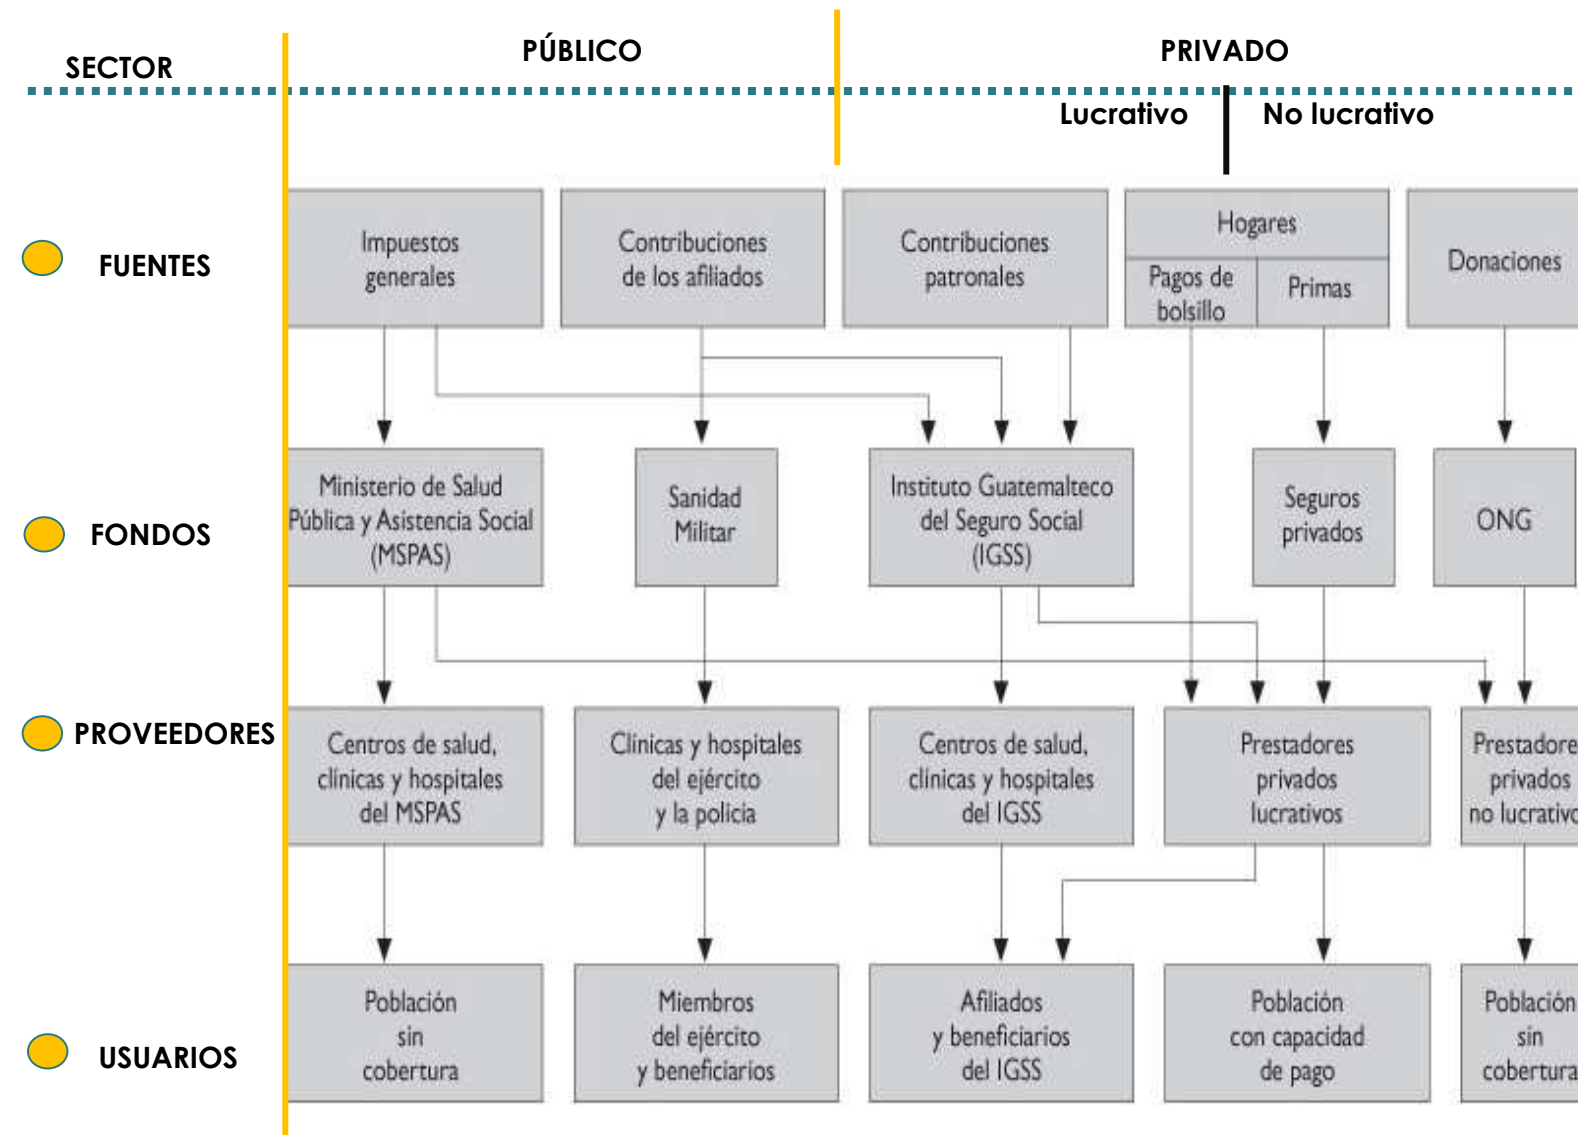 SECTOR
PÚBLICO
PRIVADO
Lucrativo
No lucrativo
FUENTES
Impuestos
generales
Contribuciones
de los afiliados
Contribuciones
patronales
Hogares
Pagos de
bolsillo
Primas
Donaciones
FONDOS
Ministerio de Salud
Pública y Asistencia Social
(MSPAS)
Sanidad
Militar
Instituto Guatemalteco
del Seguro Social
(IGSS)
Seguros
privados
ONG
PROVEEDORES
Centros de salud,
clínicas y hospitales
del MSPAS
Clínicas y hospitales
del ejército
y la policía
Centros de salud,
clínicas y hospitales
del IGSS
Prestadores
privados
lucrativos
Prestadore
privados
no lucrativo
USUARIOS
Población
sin
cobertura
Miembros
del ejército
y beneficiarios
Afiliados
y beneficiarios
del IGSS
Población
con capacidad
de pago
Población
sin
cobertura